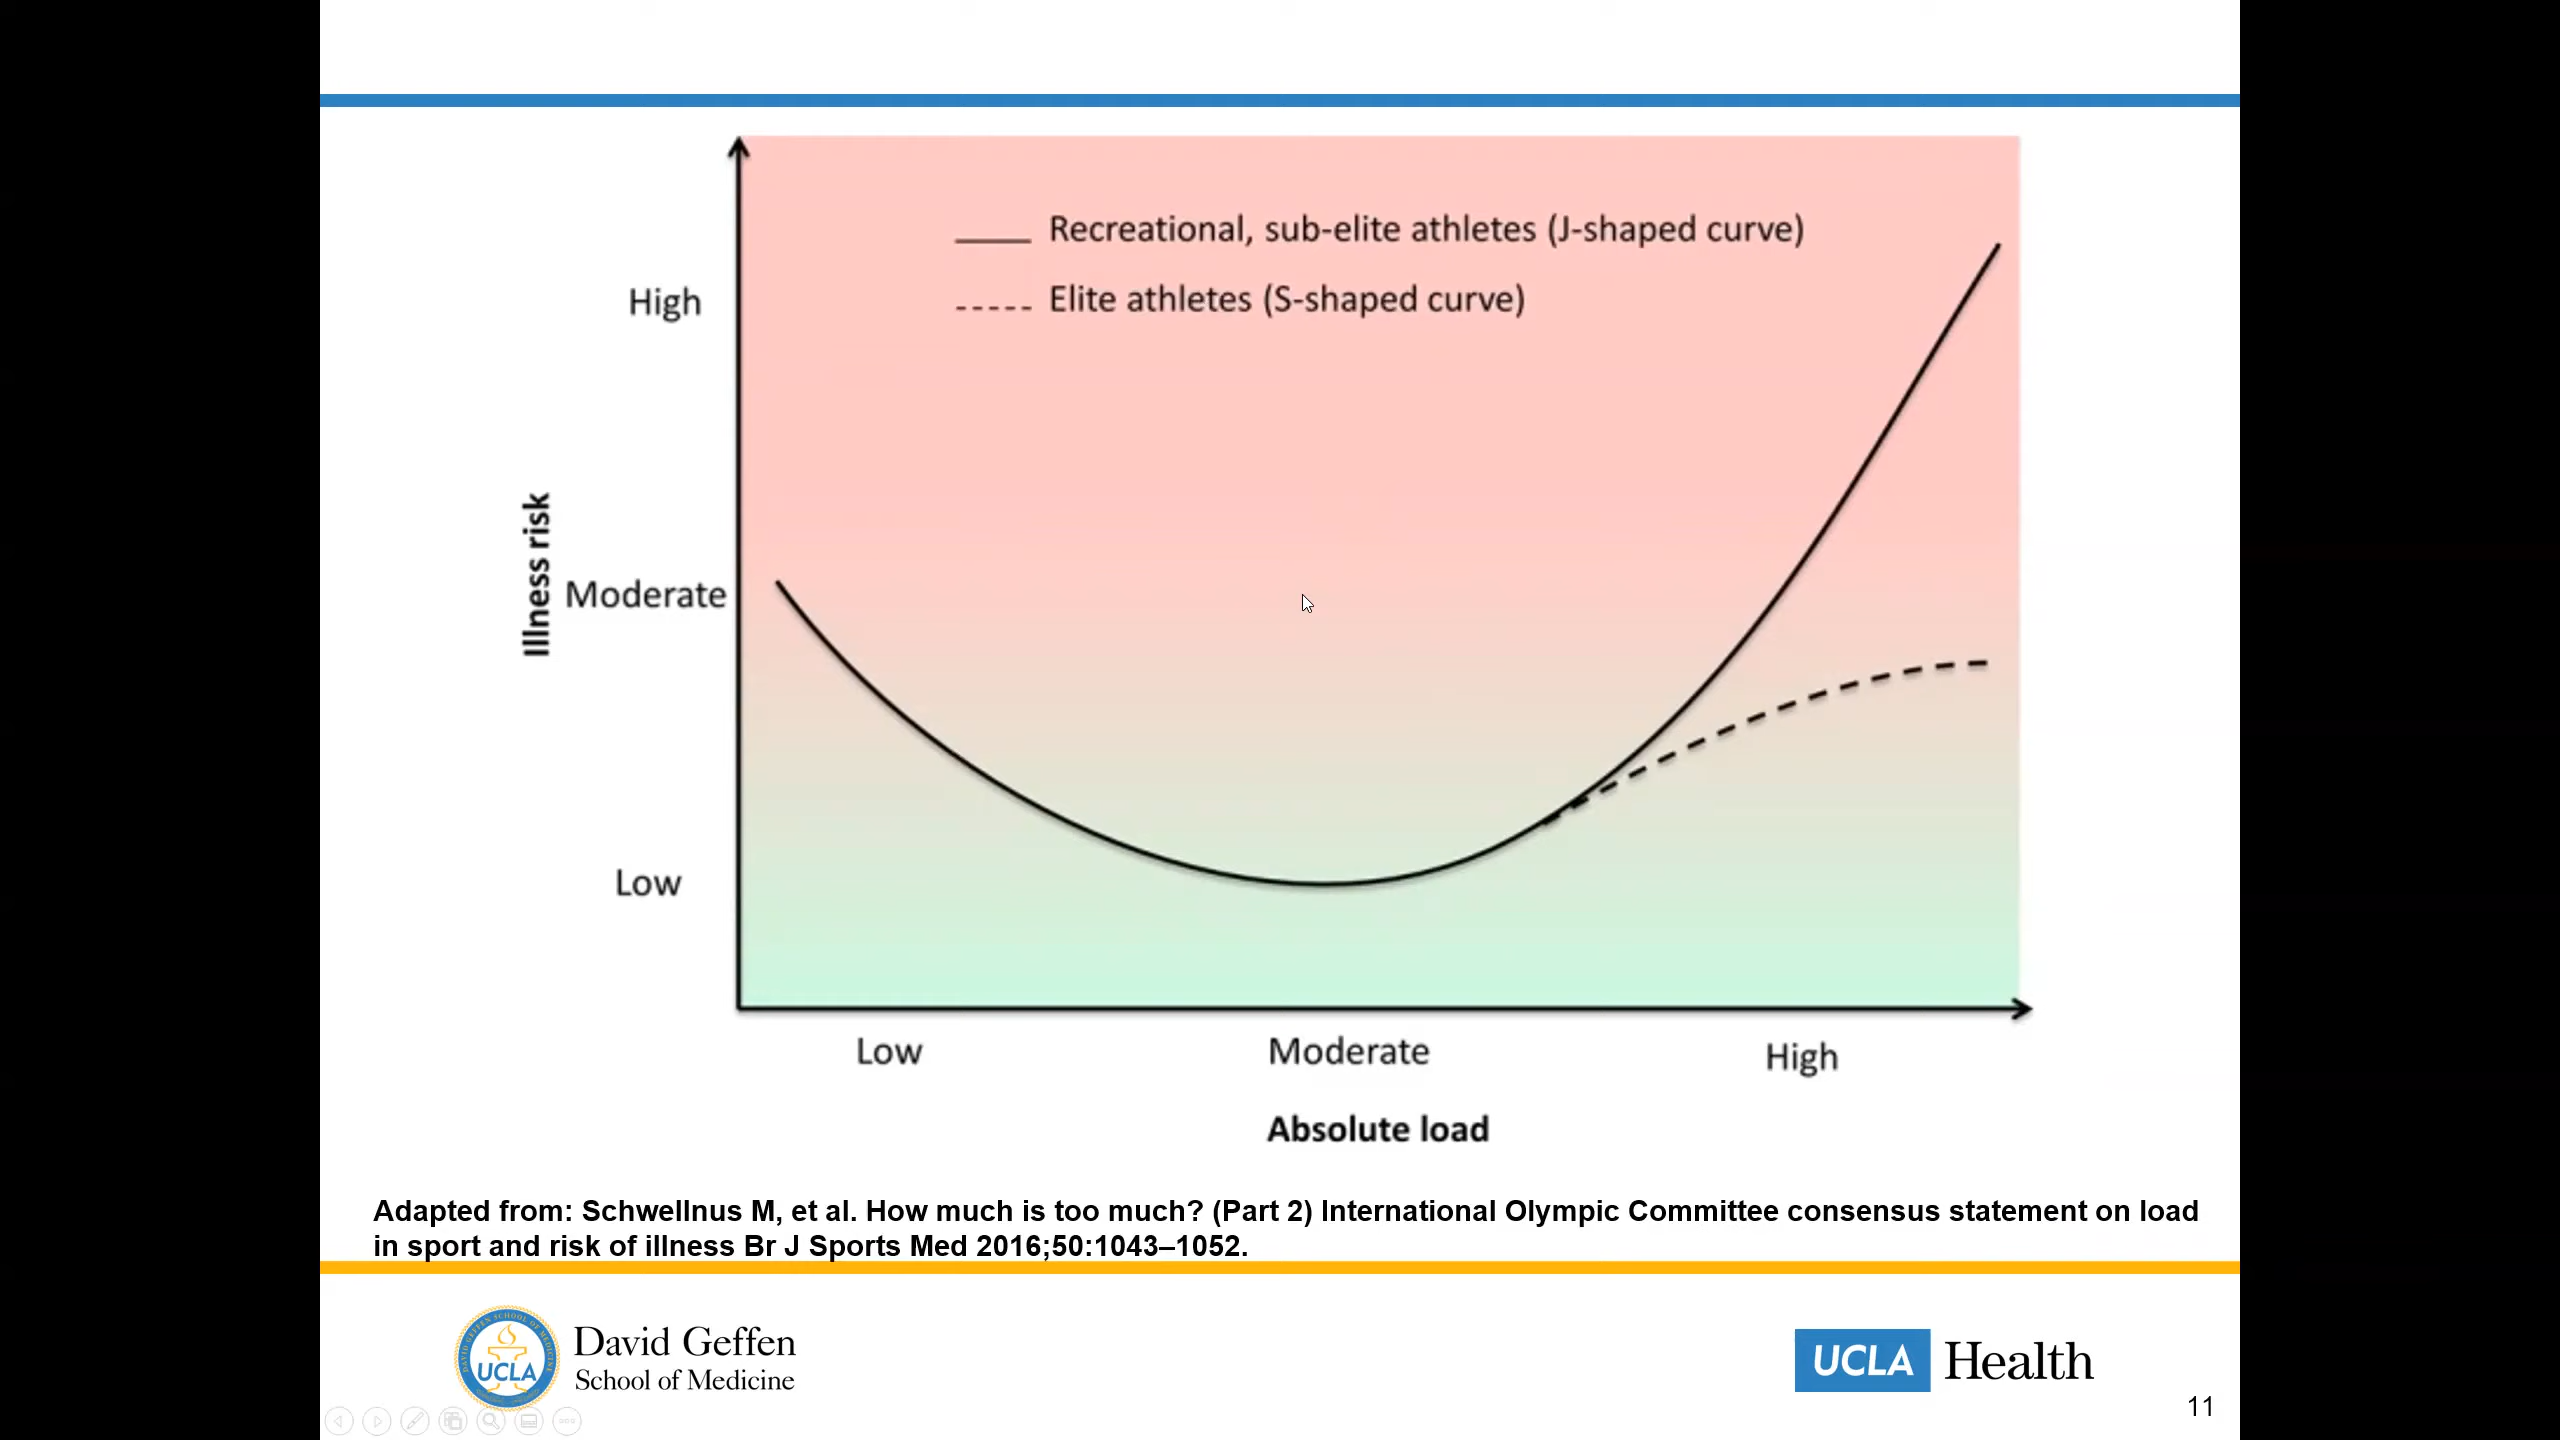 Recreational, sub-elite athletes (J-shaped curve)
Elite athletes (S-shaped curve)
High
Moderate
Low
Illness risk
Low
Moderate
High
Absolute load
Adapted from: Schwellnus M, et al. How much is too much? (Part 2) International Olympic Committee consensus statement on load
in sport and risk of illness Br J Sports Med 2016;50:1043–1052.
UCLA
David Geffen
School of Medicine
UCLA Health
11